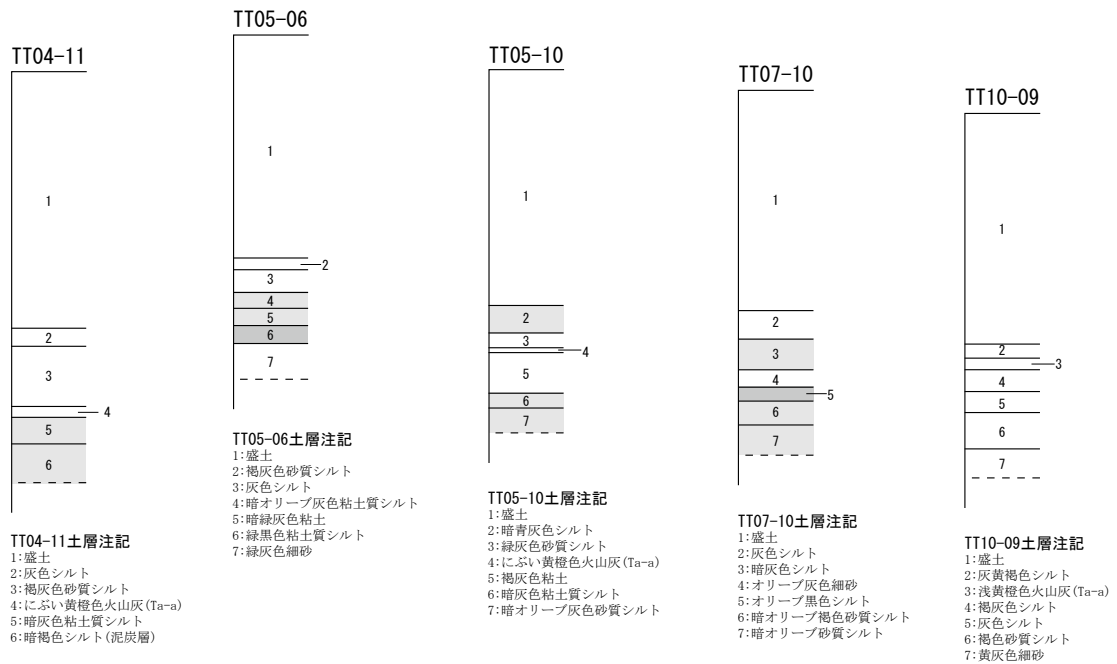 TT04-11
1
2
3
4
5
6
TT04-11土層注記
1:盛土
2:灰色シルト
3:褐灰色砂質シルト
4:にぶい黄橙色火山灰(Ta-a)
5:暗灰色粘土質シルト
6:暗褐色シルト(泥炭層)
TT05-06
1
2
3
4
5
6
7
TT05-06土層注記
1:盛土
2:褐灰色砂質シルト
3:灰色シルト
4:暗オリーブ灰色粘土質シルト
5:暗緑灰色粘土
6:緑黒色粘土質シルト
7:緑灰色細砂
TT05-10
1
2
3
4
5
6
7
TT05-10土層注記
1:盛土
2:暗青灰色シルト
3:緑灰色砂質シルト
4:にぶい黄橙色火山灰(Ta-a)
5:褐灰色粘土
6:暗灰色粘土質シルト
7:暗オリーブ灰色砂質シルト
TT07-10
1
2
3
4
5
6
7
TT07-10土層注記
1:盛土
2:灰色シルト
3:暗灰色シルト
4:オリーブ灰色細砂
5:オリーブ黒色シルト
6:暗オリーブ褐色砂質シルト
7:暗オリーブ砂質シルト
TT10-09
1
2
3
4
5
6
7
TT10-09土層注記
1:盛土
2:灰黄褐色シルト
3:浅黄橙色火山灰(Ta-a)
4:褐灰色シルト
5:灰色シルト
6:褐色砂質シルト
7:黄灰色細砂